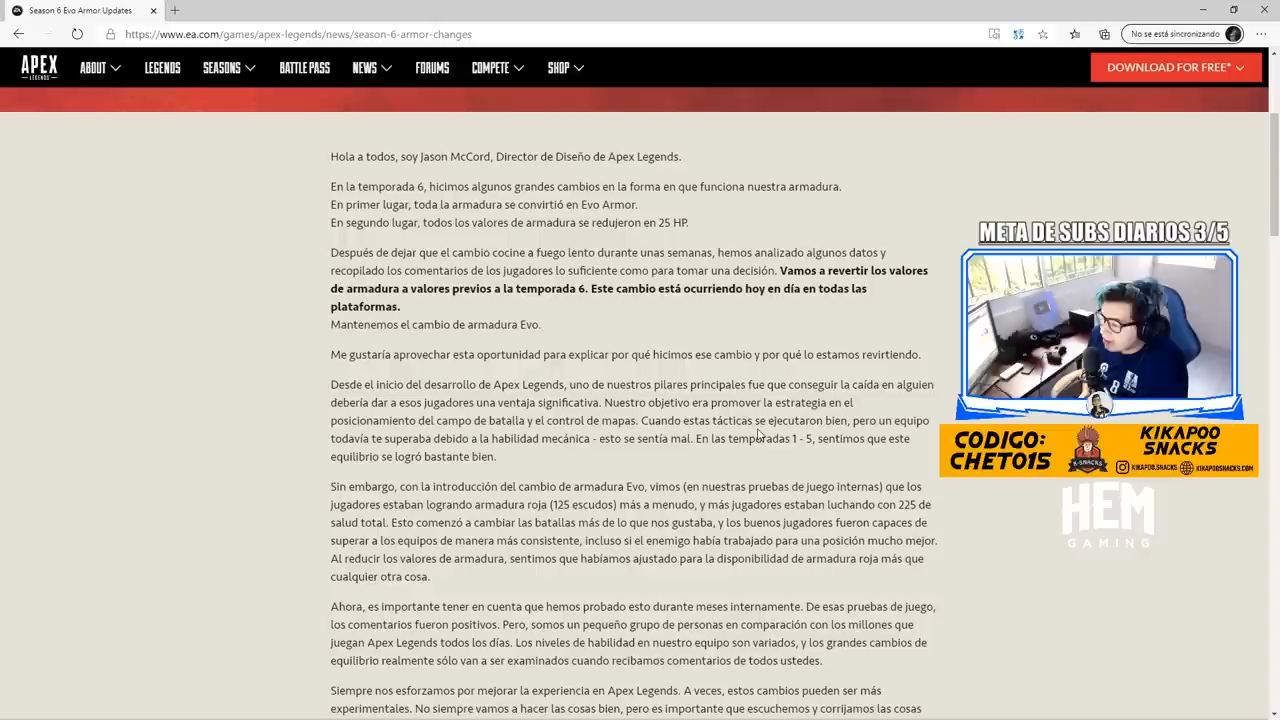 Season 6 Evo Armor Updates
https://www.ea.com/games/apex-legends/news/season-6-armor-changes
No se está sincronizando
APEX
LEGENDS
ABOUT
LEGENDS
SEASONS
BATTLE PASS
NEWS
FORUMS
COMPETE
SHOP
DOWNLOAD FOR FREE*
Hola a todos, soy Jason McCord, Director de Diseño de Apex Legends.
En la temporada 6, hicimos algunos grandes cambios en la forma en que funciona nuestra armadura.
En primer lugar, toda la armadura se convirtió en Evo Armor.
En segundo lugar, todos los valores de armadura se redujeron en 25 HP.
Después de dejar que el cambio cocine a fuego lento durante unas semanas, hemos analizado algunos datos y
recopilado los comentarios de los jugadores lo suficiente como para tomar una decisión. Vamos a revertir los valores
de armadura a valores previos a la temporada 6. Este cambio está ocurriendo hoy en día en todas las
plataformas.
Mantenemos el cambio de armadura Evo.
Me gustaría aprovechar esta oportunidad para explicar por qué hicimos ese cambio y por qué lo estamos revirtiendo.
Desde el inicio del desarrollo de Apex Legends, uno de nuestros pilares principales fue que conseguir la caída en alguien
debería dar a esos jugadores una ventaja significativa. Nuestro objetivo era promover la estrategia en el
posicionamiento del campo de batalla y el control de mapas. Cuando estas tácticas se ejecutaron bien, pero un equipo
todavía te superaba debido a la habilidad mecánica - esto se sentía mal. En las temporadas 1 - 5, sentimos que este
equilibrio se logró bastante bien.
Sin embargo, con la introducción del cambio de armadura Evo, vimos (en nuestras pruebas de juego internas) que los
jugadores estaban logrando armadura roja (125 escudos) más a menudo, y más jugadores estaban luchando con 225 de
salud total. Esto comenzó a cambiar las batallas más de lo que nos gustaba, y los buenos jugadores fueron capaces de
superar a los equipos de manera más consistente, incluso si el enemigo había trabajado para una posición mucho mejor.
Al reducir los valores de armadura, sentimos que habíamos ajustado para la disponibilidad de armadura roja más que
cualquier otra cosa.
Ahora, es importante tener en cuenta que hemos probado esto durante meses internamente. De esas pruebas de juego,
los comentarios fueron positivos. Pero, somos un pequeño grupo de personas en comparación con los millones que
juegan Apex Legends todos los días. Los niveles de habilidad en nuestro equipo son variados, y los grandes cambios de
equilibrio realmente sólo van a ser examinados cuando recibamos comentarios de todos ustedes.
Siempre nos esforzamos por mejorar la experiencia en Apex Legends. A veces, estos cambios pueden ser más
experimentales. No siempre vamos a hacer las cosas bien, pero es importante que escuchemos y corrijamos las cosas
META DE SUBS DIARIOS 3/5
CODIGO:
CHETO15
K-SNACKS
KIKAPOO
SNACKS
KIKAPOO.SNACKS
KIKAPOOSNACKS.COM
HEM
GAMING